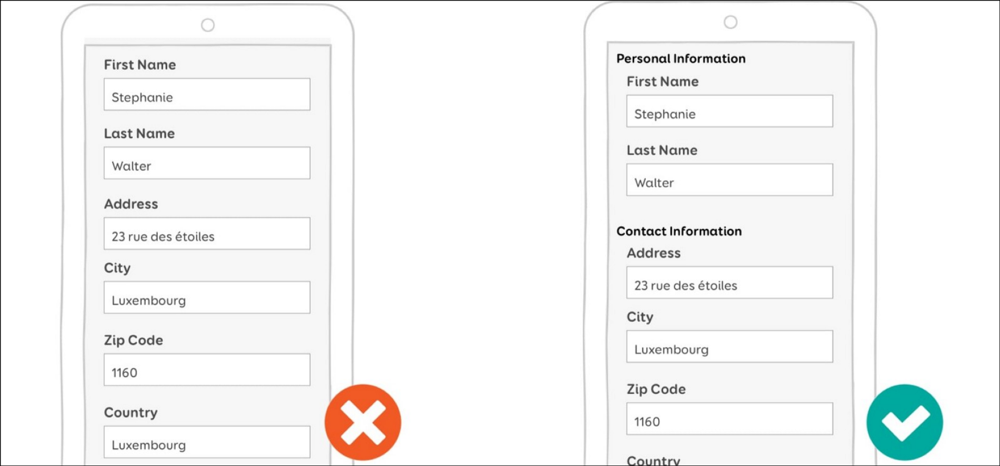 First Name
Stephanie
Last Name
Walter
Address
23 rue des étoiles
City
Luxembourg
Zip Code
1160
Country
Luxembourg
Personal Information
First Name
Stephanie
Last Name
Walter
Contact Information
Address
23 rue des étoiles
City
Luxembourg
Zip Code
1160
Country